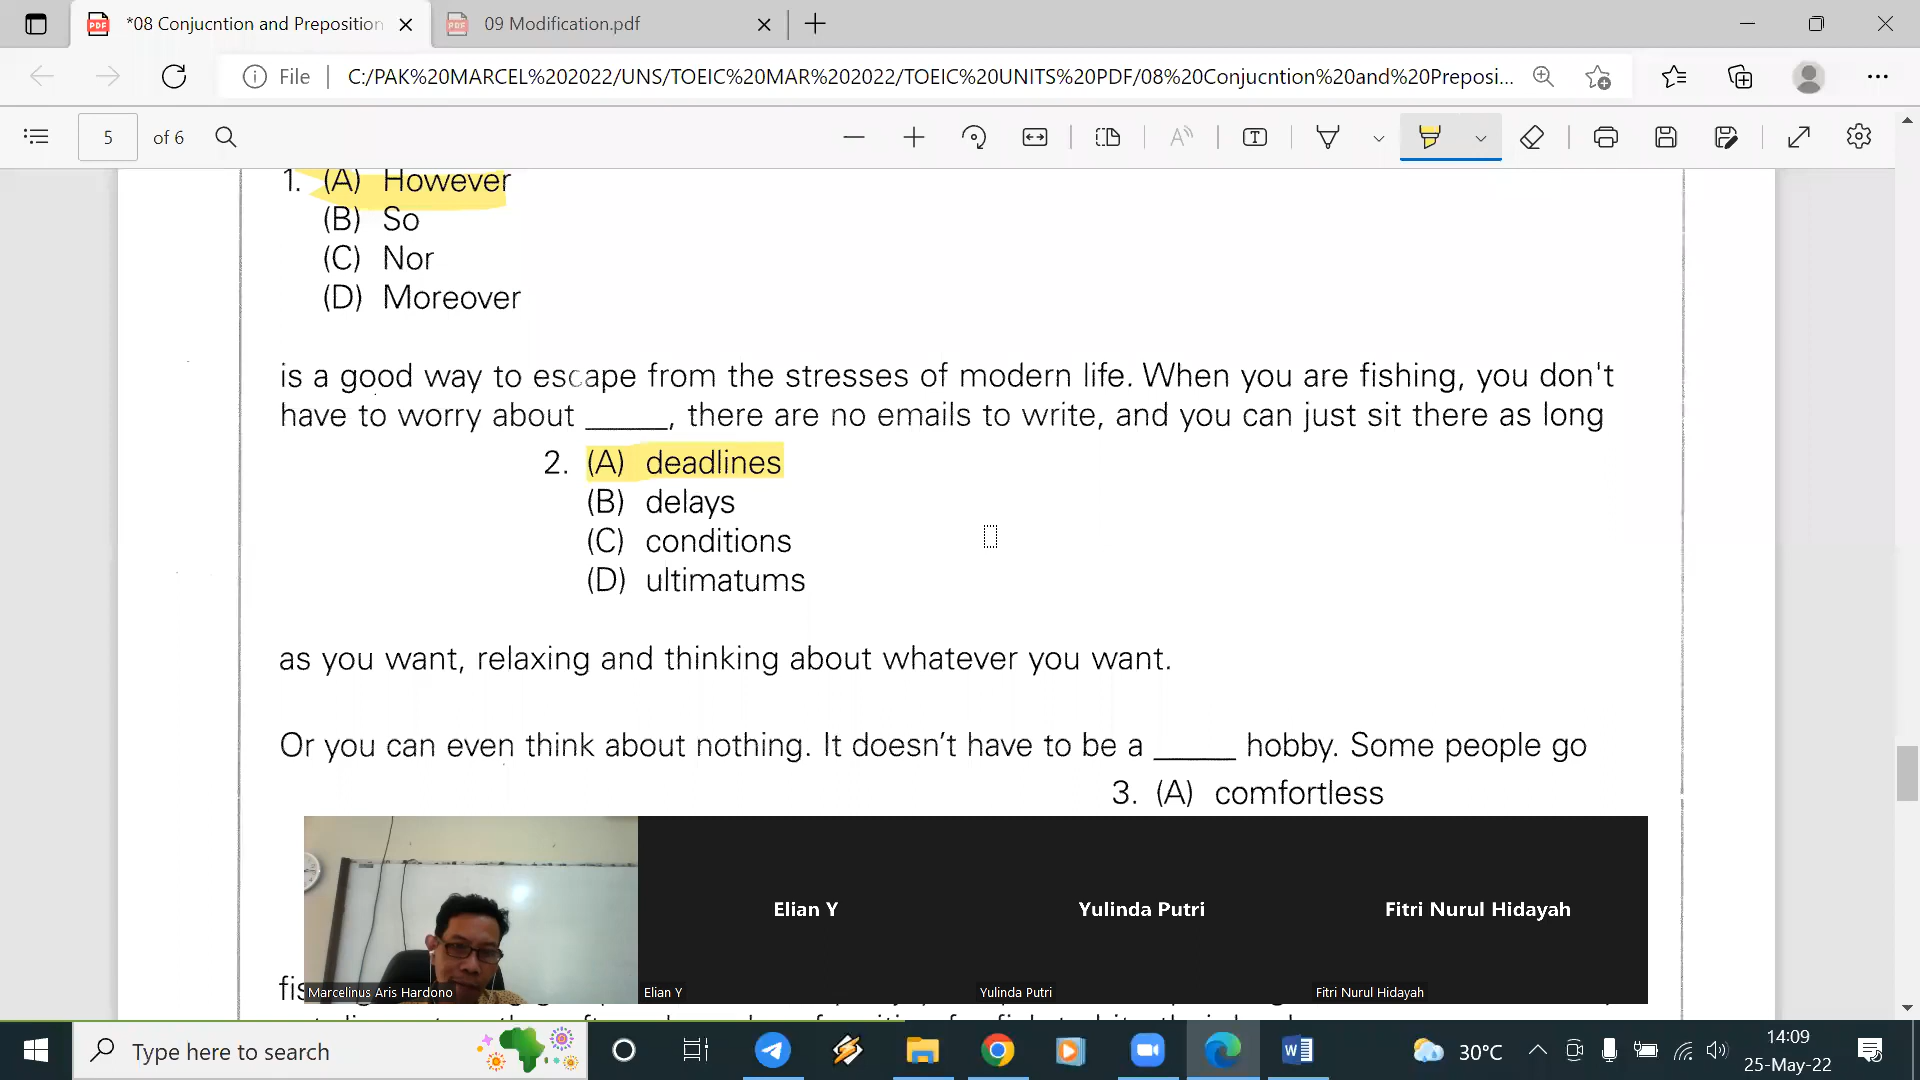 *08 Conjucntion and Preposition
09 Modification.pdf
File
C:/PAK%20MARCEL%202022/UNS/TOEIC%20MAR%202022/TOEIC%20UNITS%20PDF/08%20Conjucntion%20and%20Preposi...
5 of 6
1. (A) However
(B) So
(C) Nor
(D) Moreover
is a good way to escape from the stresses of modern life. When you are fishing, you don't
have to worry about _____, there are no emails to write, and you can just sit there as long
2. (A) deadlines
(B) delays
(C) conditions
(D) ultimatums
as you want, relaxing and thinking about whatever you want.
Or you can even think about nothing. It doesn't have to be a _____ hobby. Some people go
3. (A) comfortless
Elian Y
Yulinda Putri
Fitri Nurul Hidayah
Marcelinus Aris Hardono
Elian Y
Yulinda Putri
Fitri Nurul Hidayah
Type here to search
30°C
14:09
25-May-22